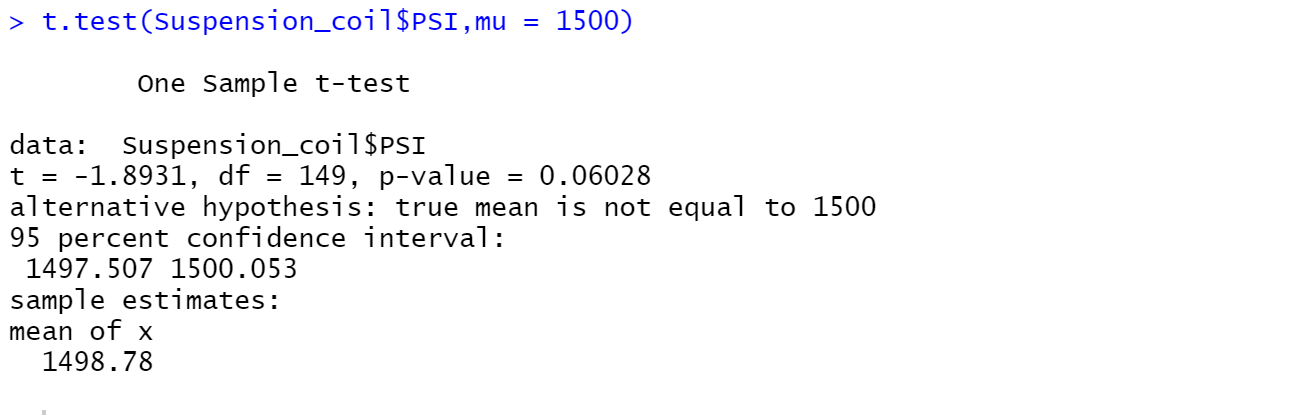 > t.test(Suspension_coil$PSI,mu = 1500)
One Sample t-test
data:  Suspension_coil$PSI
t = -1.8931, df = 149, p-value = 0.06028
alternative hypothesis: true mean is not equal to 1500
95 percent confidence interval:
1497.507 1500.053
sample estimates:
mean of x
1498.78